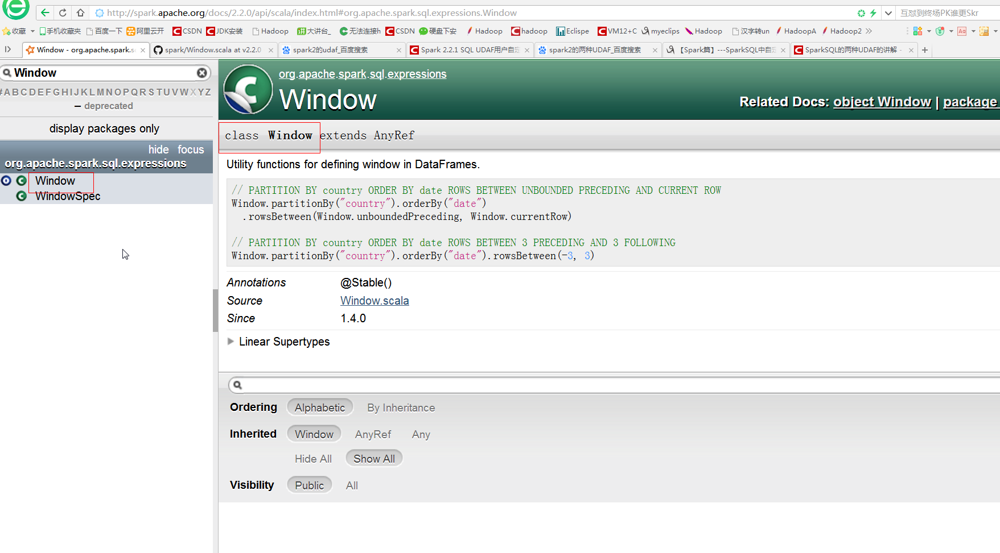 http://spark.apache.org/docs/2.2.0/api/scala/index.html#org.apache.spark.sql.expressions.Window
互怼到终场PK谁更Skr
收藏 手机收藏夹 百度一下 阿里云开 CSDN JDK安装 Hadoop 大讲台_ 无法连接h CSDN 硬盘下安 Hadoop hadoop Eclispe VM12+C myeclips Hadoop 汉字转un HadoopA Hadoop2
Window - org.apache.spark.s
spark/Window.scala at v2.2.0
spark2的udaf_百度搜索
Spark 2.2.1 SQL UDAF用户自定
spark2的两种UDAF_百度搜索
【Spark篇】---SparkSQL中自定
SparkSQL的两种UDAF的讲解 -
Window
#ABCDEFGHIJKLMNOPQRSTUVWXYZ
– deprecated
display packages only
hide focus
org.apache.spark.sql.expressions
Window
WindowSpec
org.apache.spark.sql.expressions
Window
Related Docs: object Window | package
class Window extends AnyRef
Utility functions for defining window in DataFrames.
// PARTITION BY country ORDER BY date ROWS BETWEEN UNBOUNDED PRECEDING AND CURRENT ROW
Window.partitionBy("country").orderBy("date")
.rowsBetween(Window.unboundedPreceding, Window.currentRow)
// PARTITION BY country ORDER BY date ROWS BETWEEN 3 PRECEDING AND 3 FOLLOWING
Window.partitionBy("country").orderBy("date").rowsBetween(-3, 3)
Annotations @Stable()
Source Window.scala
Since 1.4.0
Linear Supertypes
Ordering Alphabetic By Inheritance
Inherited Window AnyRef Any
Hide All Show All
Visibility Public All